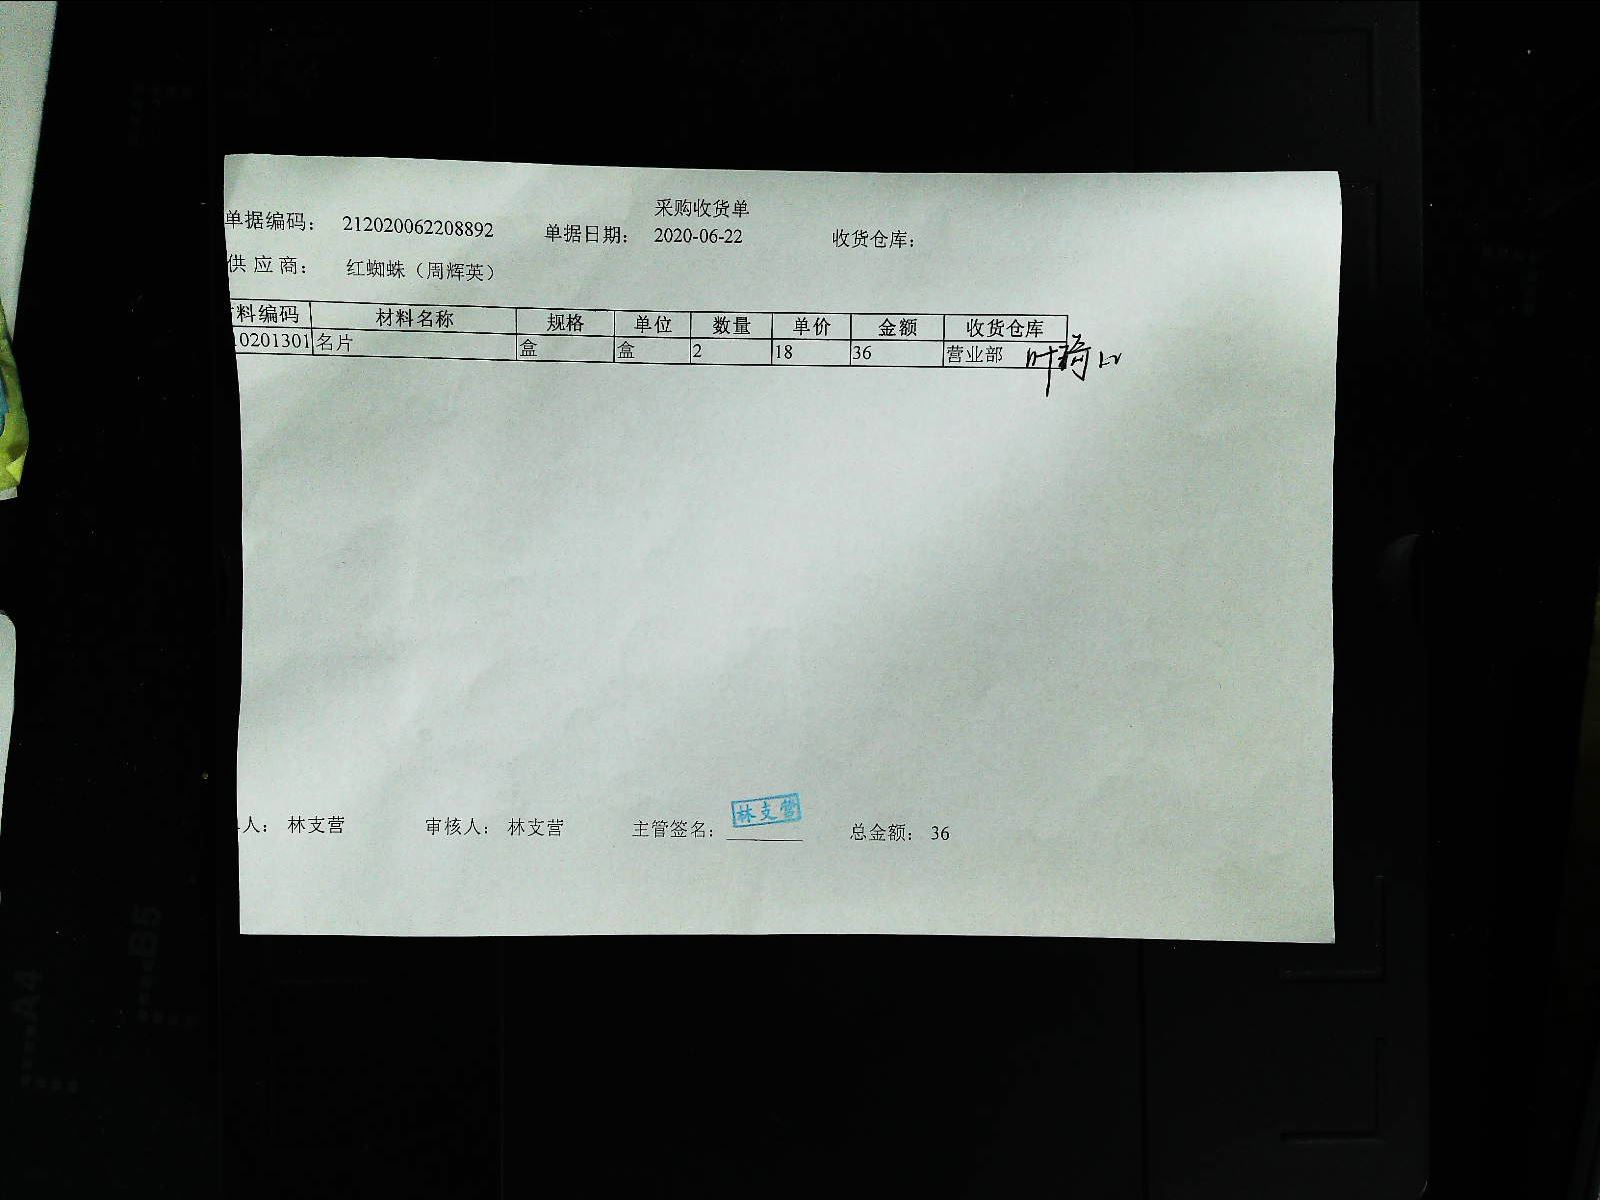 采购收货单
单据编码： 212020062208892 单据日期： 2020-06-22 收货仓库：
供应商： 红蜘蛛（周辉英）
料编码 材料名称 规格 单位 数量 单价 金额 收货仓库
10201301 名片 盒 盒 2 18 36 营业部
人： 林支营 审核人： 林支营 主管签名： 林支营 总金额： 36
B5
A4